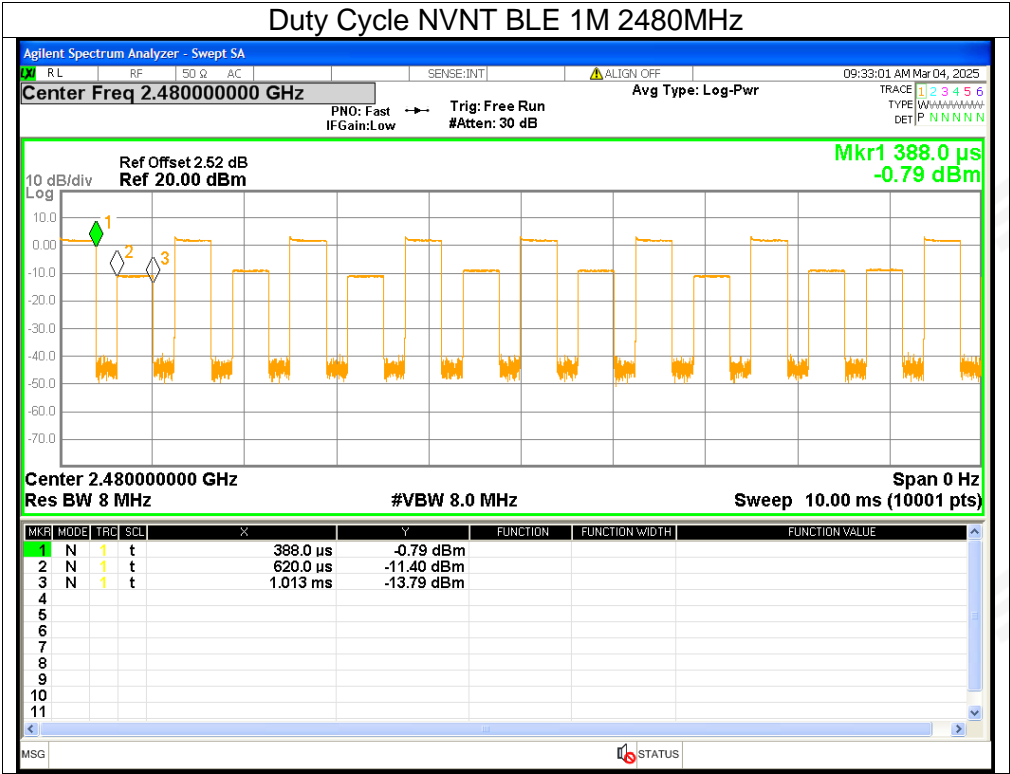 Duty Cycle NVNT BLE 1M 2480MHz
Agilent Spectrum Analyzer - Swept SA
LXI RL RF 50 Ω AC SENSE:INT ALIGN OFF 09:33:01 AM Mar 04, 2025
Center Freq 2.480000000 GHz Avg Type: Log-Pwr TRACE 1 2 3 4 5 6
PNO: Fast Trig: Free Run TYPE WWWWWW
IFGain:Low #Atten: 30 dB DET P N N N N N
Mkr1 388.0 µs
Ref Offset 2.52 dB
-0.79 dBm
10 dB/div Ref 20.00 dBm
Log
10.0
1
0.00
2
3
-10.0
-20.0
-30.0
-40.0
-50.0
-60.0
-70.0
Center 2.480000000 GHz Span 0 Hz
Res BW 8 MHz #VBW 8.0 MHz Sweep 10.00 ms (10001 pts)
MKR MODE TRC SCL X Y FUNCTION FUNCTION WIDTH FUNCTION VALUE
1 N 1 t 388.0 µs -0.79 dBm
2 N 1 t 620.0 µs -11.40 dBm
3 N 1 t 1.013 ms -13.79 dBm
4
5
6
7
8
9
10
11
MSG STATUS